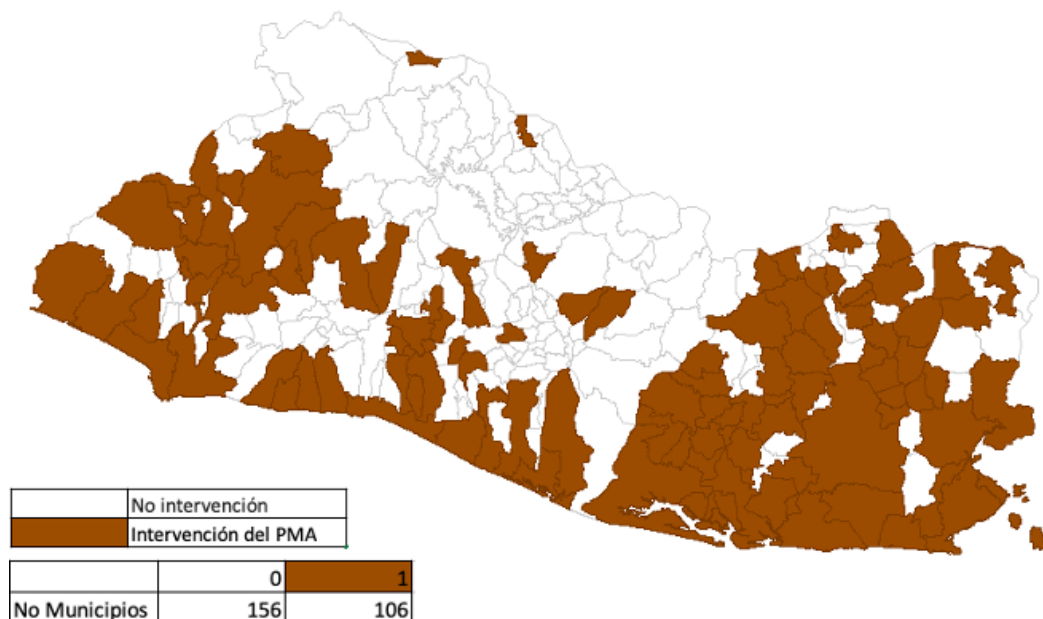 No intervención
Intervención del PMA
0 1
No Municipios 156 106